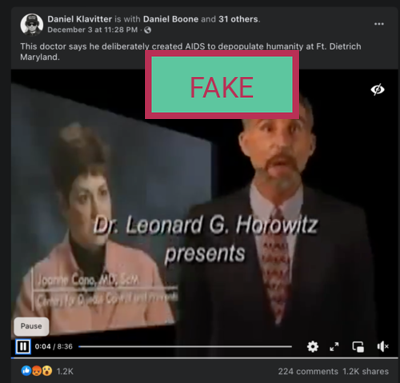 Daniel Klavitter is with Daniel Boone and 31 others.
December 3 at 11:28 PM ·
This doctor says he deliberately created AIDS to depopulate humanity at Ft. Dietrich
Maryland.
FAKE
Dr. Leonard G. Horowitz
presents
Joanne Cano, MD, ScM
Centers for Disease Control and Prevention
Pause
0:04 / 8:36
1.2K
224 comments 1.2K shares